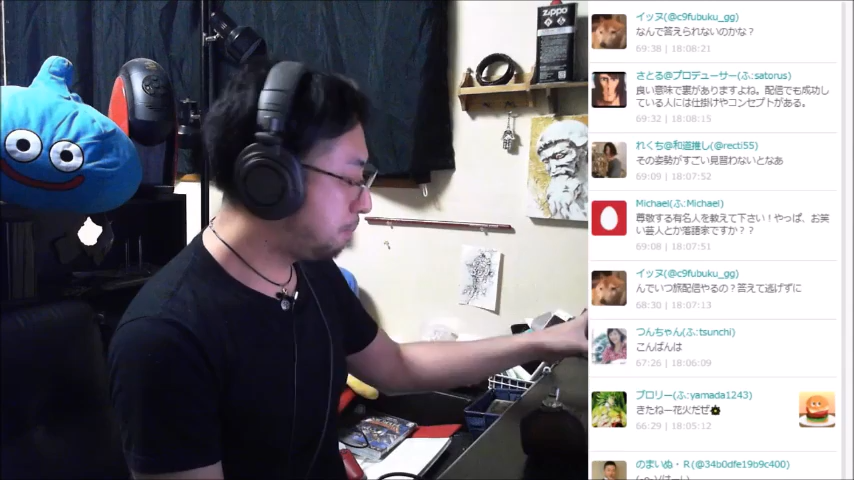 ZIPPO
イッヌ(@c9fubuku_gg)
なんで答えられないのかな？
69:38 | 18:08:21
さとる@プロデューサー(ふ:satorus)
良い意味で裏がありますよね。配信でも成功し
ている人には仕掛けやコンセプトがある。
69:32 | 18:08:15
れくち@和道推し(@recti55)
その姿勢がすごい見習わないとなあ
69:09 | 18:07:52
Michael(ふ:Michael)
尊敬する有名人を教えて下さい！やっぱ、お笑
い芸人とか落語家ですか？？
69:08 | 18:07:51
イッヌ(@c9fubuku_gg)
んでいつ旅配信やるの？答えて逃げずに
68:30 | 18:07:13
つんちゃん(ふ:tsunchi)
こんばんは
67:26 | 18:06:09
ブロリー(ふ:yamada1243)
きたねー花火だぜ
66:29 | 18:05:12
のまいぬ・R(@34b0dfe19b9c400)